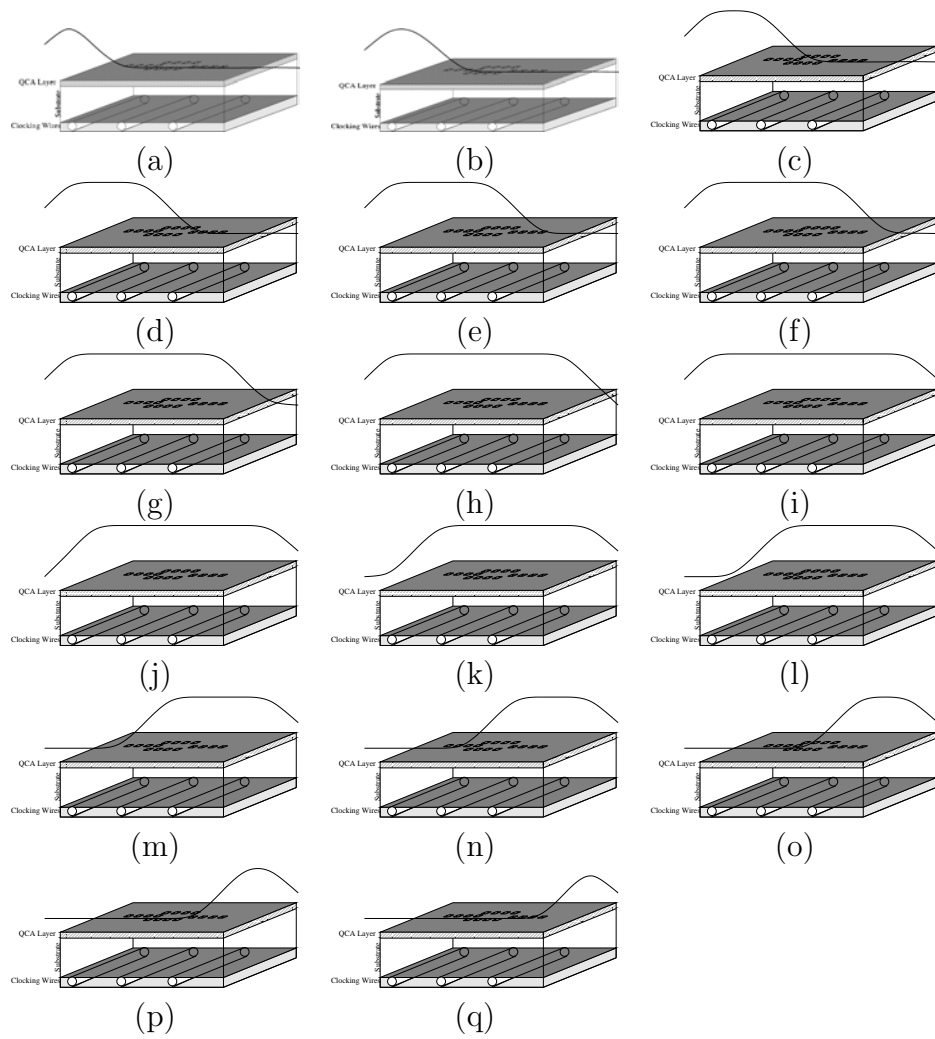 QCA Layer
Substrate
Clocking Wires
(a)
QCA Layer
Substrate
Clocking Wires
(b)
QCA Layer
Substrate
Clocking Wires
(c)
QCA Layer
Substrate
Clocking Wires
(d)
QCA Layer
Substrate
Clocking Wires
(e)
QCA Layer
Substrate
Clocking Wires
(f)
QCA Layer
Substrate
Clocking Wires
(g)
QCA Layer
Substrate
Clocking Wires
(h)
QCA Layer
Substrate
Clocking Wires
(i)
QCA Layer
Substrate
Clocking Wires
(j)
QCA Layer
Substrate
Clocking Wires
(k)
QCA Layer
Substrate
Clocking Wires
(l)
QCA Layer
Substrate
Clocking Wires
(m)
QCA Layer
Substrate
Clocking Wires
(n)
QCA Layer
Substrate
Clocking Wires
(o)
QCA Layer
Substrate
Clocking Wires
(p)
QCA Layer
Substrate
Clocking Wires
(q)